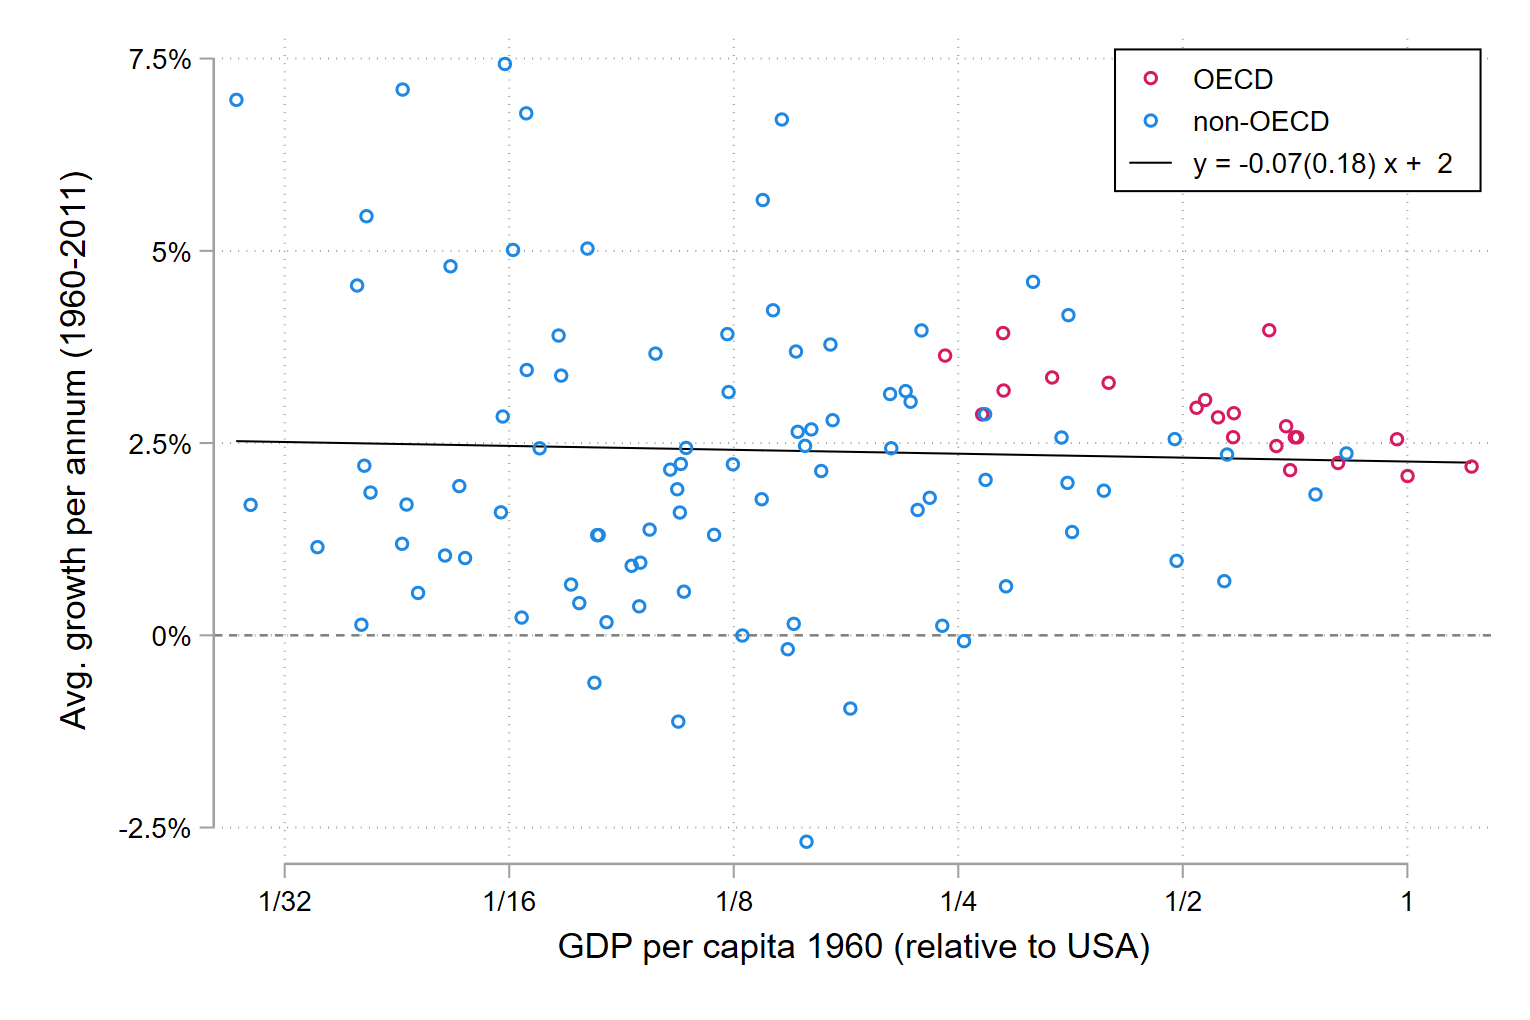 7.5%
5%
2.5%
0%
-2.5%
Avg. growth per annum (1960-2011)
OECD
non-OECD
y = -0.07(0.18) x +  2
1/32
1/16
1/8
1/4
1/2
1
GDP per capita 1960 (relative to USA)